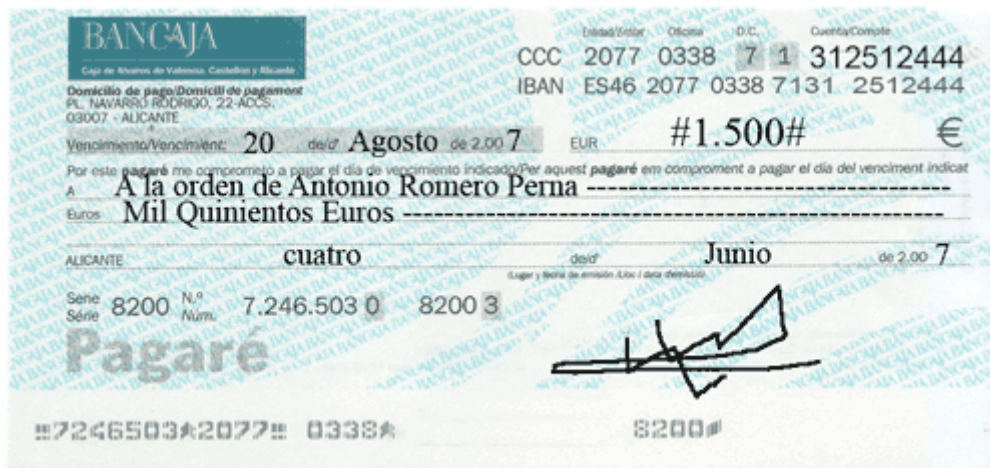 BANCAJA
Caja de Ahorros de Valencia, Castellon y Alicante
Domicilio de pago/Domicili de pagament
PL. NAVARRO RODRIGO, 22-ACCS.
03007 - ALICANTE
Entidad/Entitat Oficina D.C. Cuenta/Compte
CCC 2077 0338 7 1 312512444
IBAN ES46 2077 0338 7131 2512444
Vencimiento/Venciment: 20 de/d' Agosto de 2.00 7 EUR #1.500# €
Por este pagaré me comprometo a pagar el día de vencimiento indicado/Per aquest pagaré em compromet a pagar el día del venciment indicat
A A la orden de Antonio Romero Perna --------------------------------
Euros Mil Quinientos Euros ------------------------------------------------
ALICANTE cuatro de/d' Junio de 2.00 7
(Lugar y fecha de emisión /Lloc i data d'emissió)
Serie Sèrie 8200 N.º Núm. 7.246.503 0 8200 3
Pagaré
7246503 2077 0338 8200